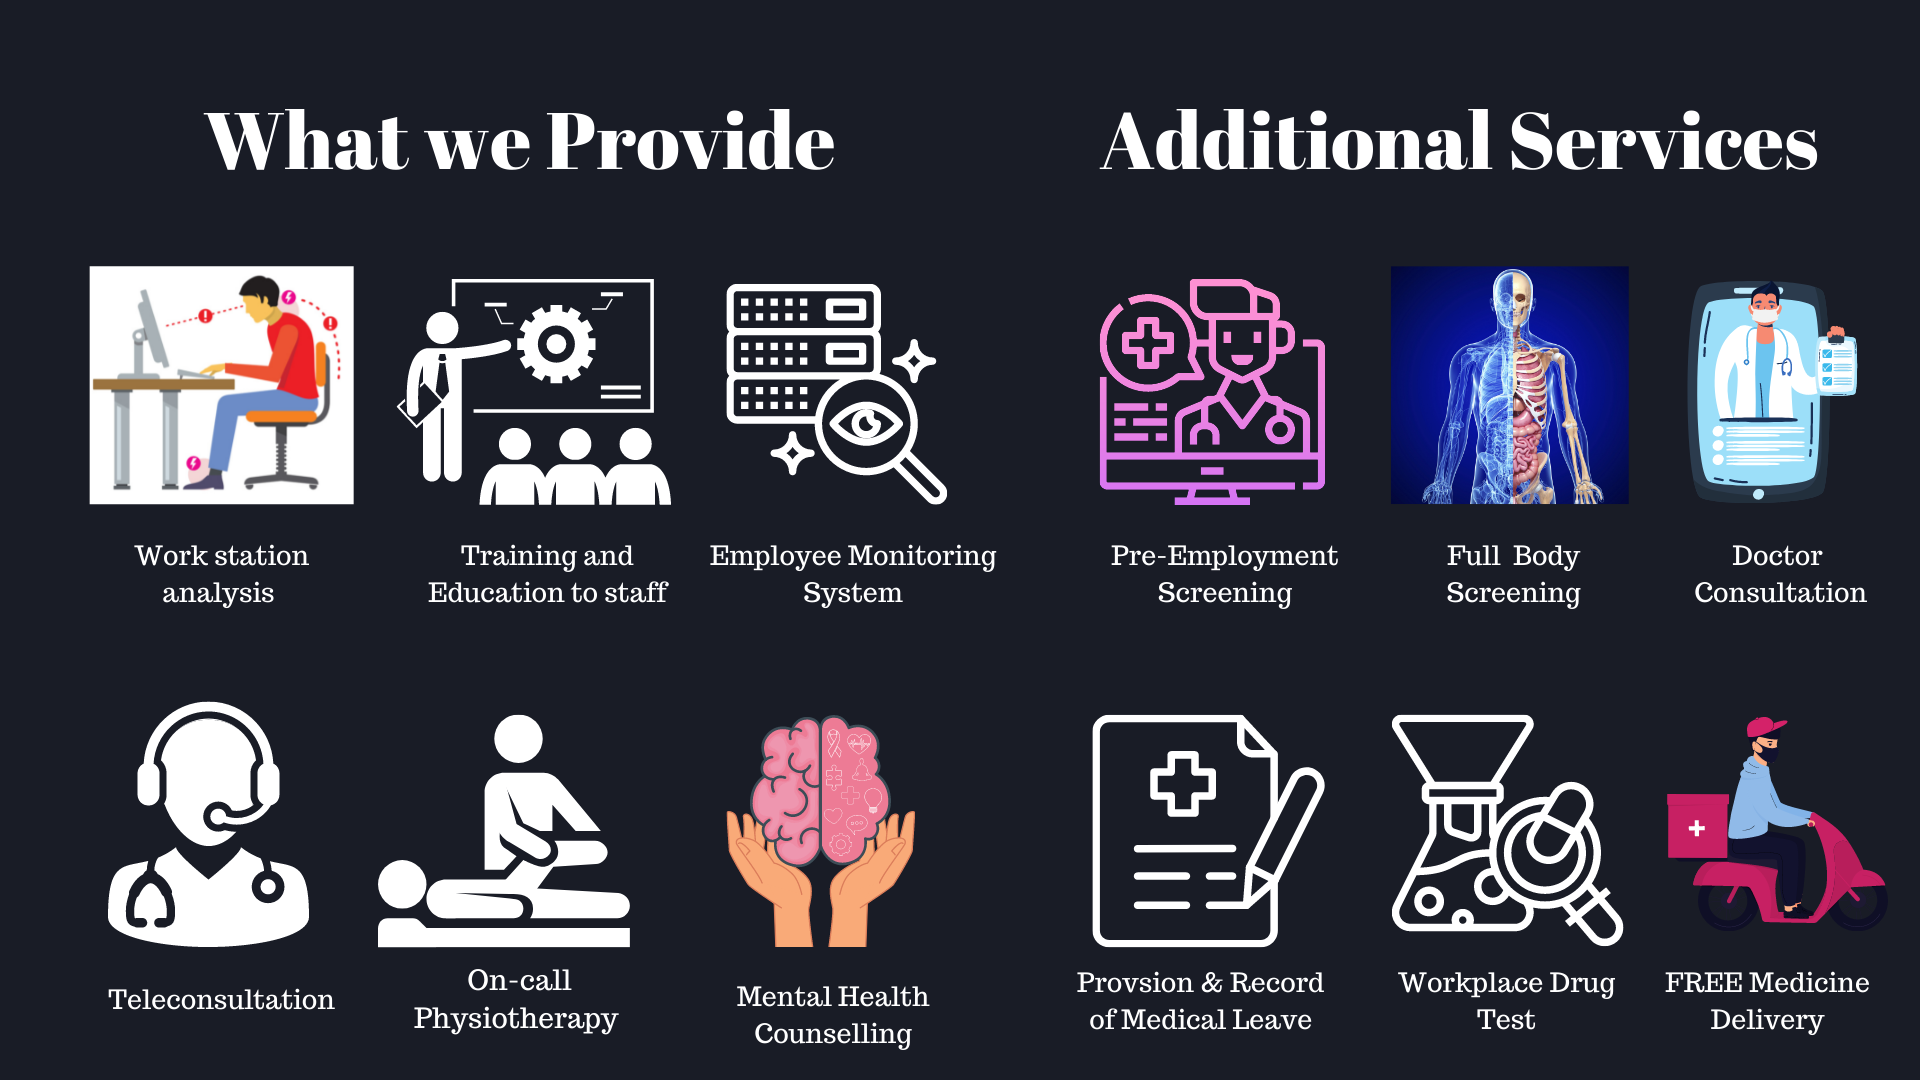 What we Provide
Additional Services
Work station
analysis
Training and
Education to staff
Employee Monitoring
System
Pre-Employment
Screening
Full Body
Screening
Doctor
Consultation
Teleconsultation
On-call
Physiotherapy
Mental Health
Counselling
Provsion & Record
of Medical Leave
Workplace Drug
Test
FREE Medicine
Delivery